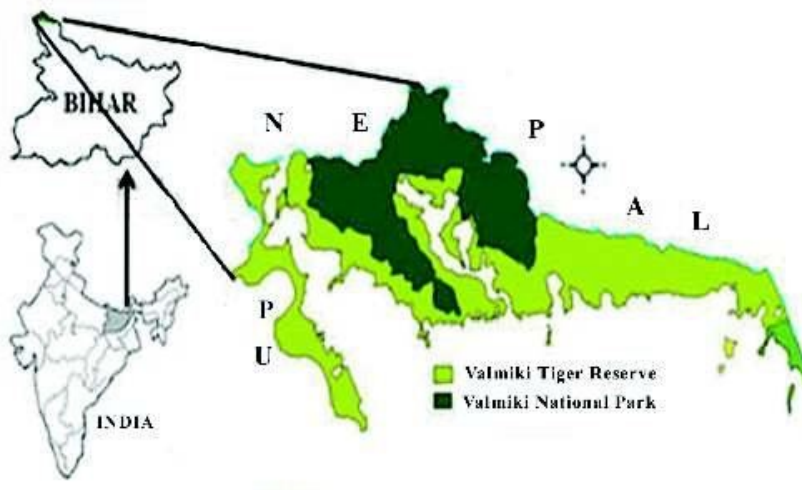 BIHAR
N E P A L
P
U
Valmiki Tiger Reserve
Valmiki National Park
INDIA